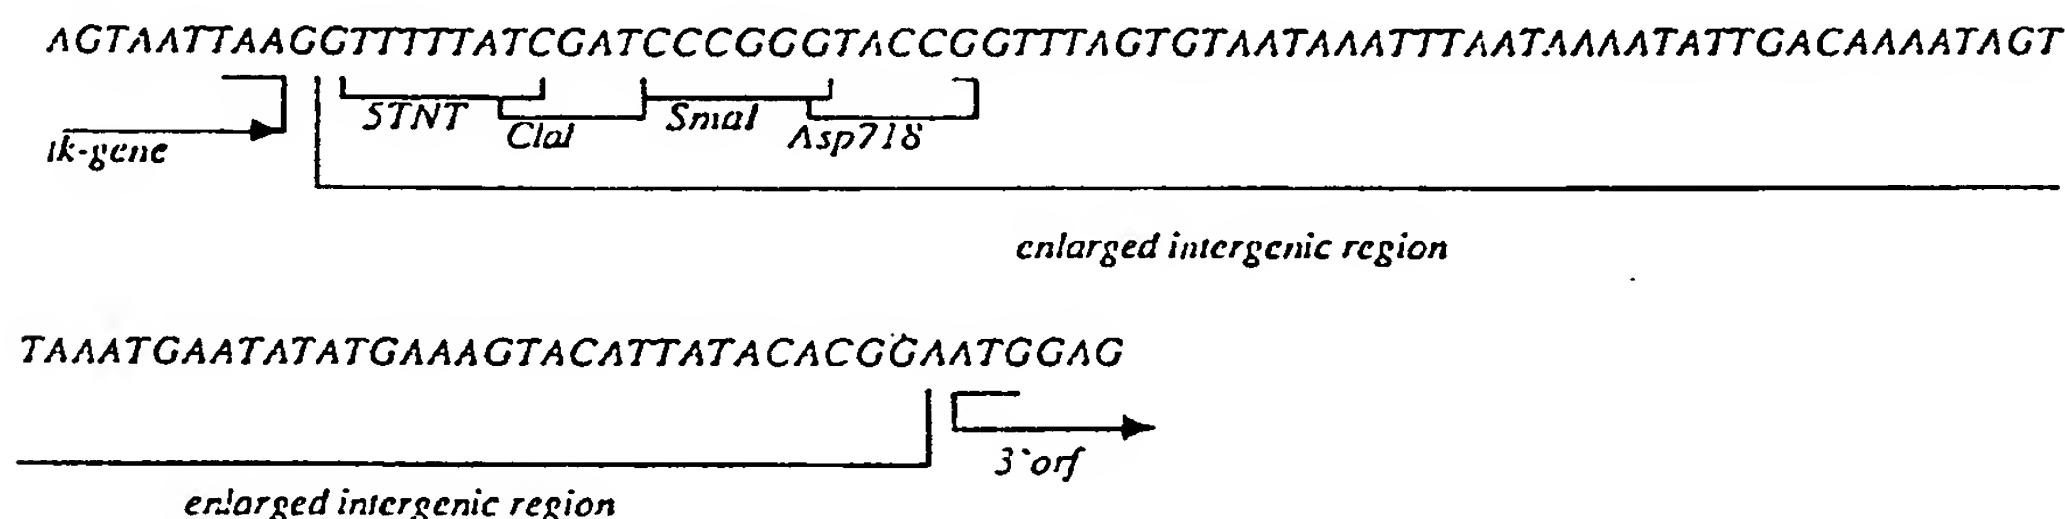 AGTAATTAAGGTTTTTATCGATCCCGGGTACCGGTTTAGTGTAATAAATTTAATAAAATATTGACAAAATAGT
5TNT SmaI
tk-gene ClaI Asp718
enlarged intergenic region
TAAATGAATATATGAAAGTACATTATACACGGAATGGAG
3`orf
enlarged intergenic region